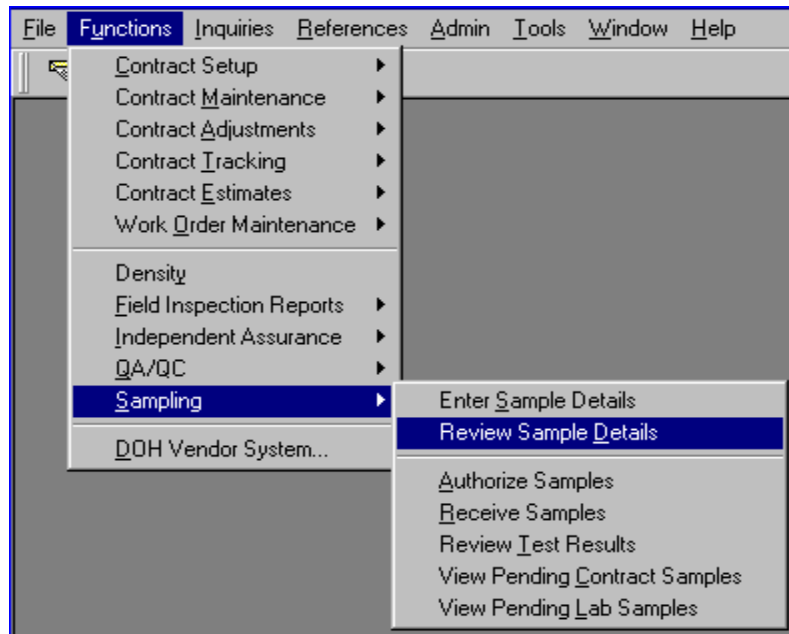 File Functions Inquiries References Admin Tools Window Help
Contract Setup
Contract Maintenance
Contract Adjustments
Contract Tracking
Contract Estimates
Work Order Maintenance
Density
Field Inspection Reports
Independent Assurance
QA/QC
Sampling
DOH Vendor System...
Enter Sample Details
Review Sample Details
Authorize Samples
Receive Samples
Review Test Results
View Pending Contract Samples
View Pending Lab Samples